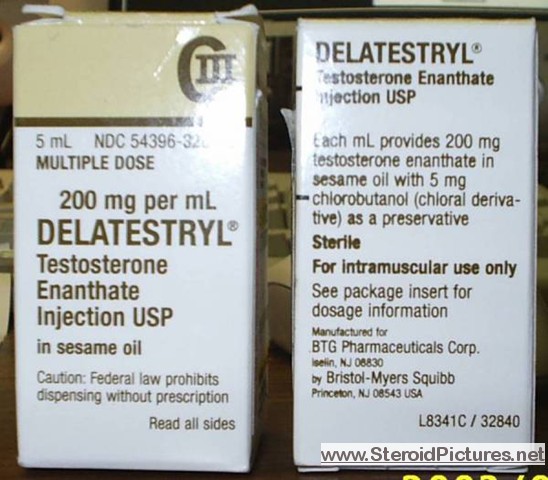 CIII
5 mL NDC 54396-32
MULTIPLE DOSE
200 mg per mL
DELATESTRYL®
Testosterone
Enanthate
Injection USP
in sesame oil
Caution: Federal law prohibits
dispensing without prescription
Read all sides
DELATESTRYL®
Testosterone Enanthate
Injection USP
Each mL provides 200 mg
testosterone enanthate in
sesame oil with 5 mg
chlorobutanol (chloral deriva-
tive) as a preservative
Sterile
For intramuscular use only
See package insert for
dosage information
Manufactured for
BTG Pharmaceuticals Corp.
Iselin, NJ 08830
by Bristol-Myers Squibb
Princeton, NJ 08543 USA
L8341C / 32840
www.SteroidPictures.net